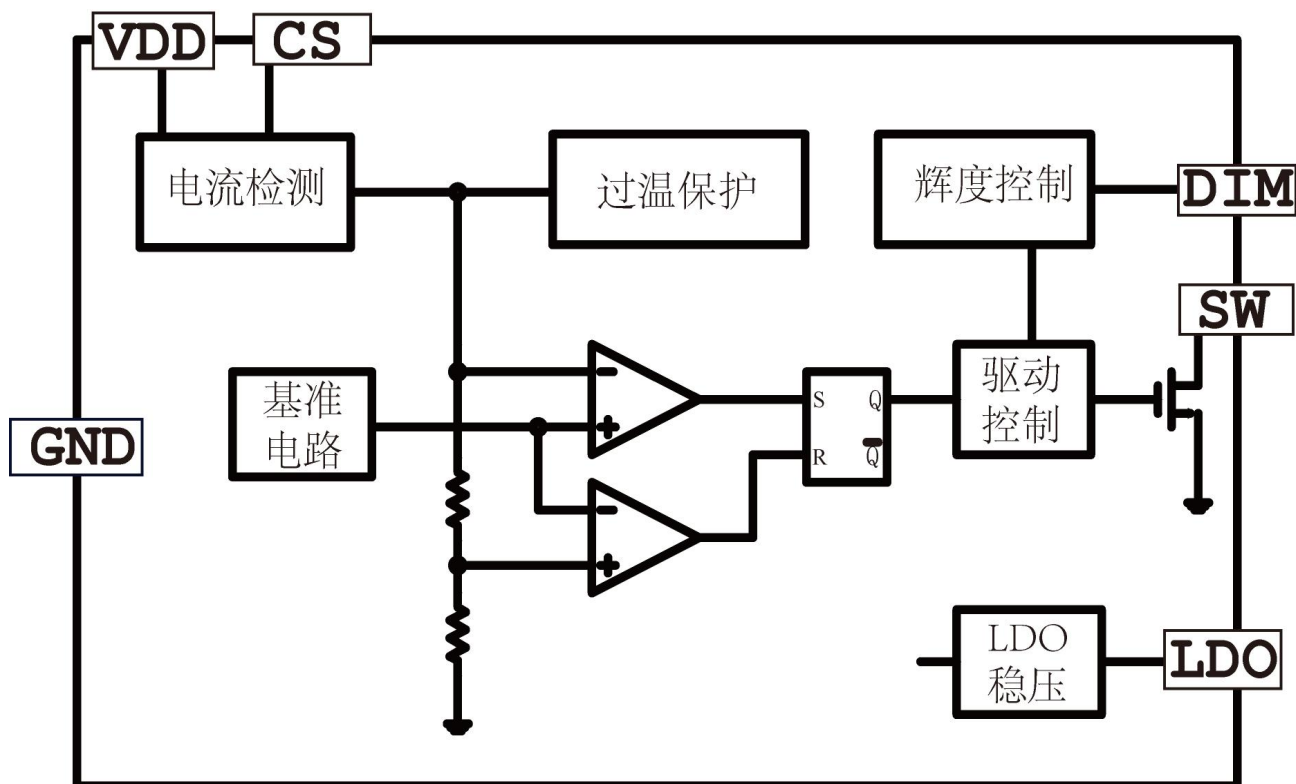 VDD
CS
电流检测
过温保护
辉度控制
DIM
SW
基准
电路
GND
-
+
-
+
S
Q
R
Q̅
驱动
控制
LDO
稳压
LDO